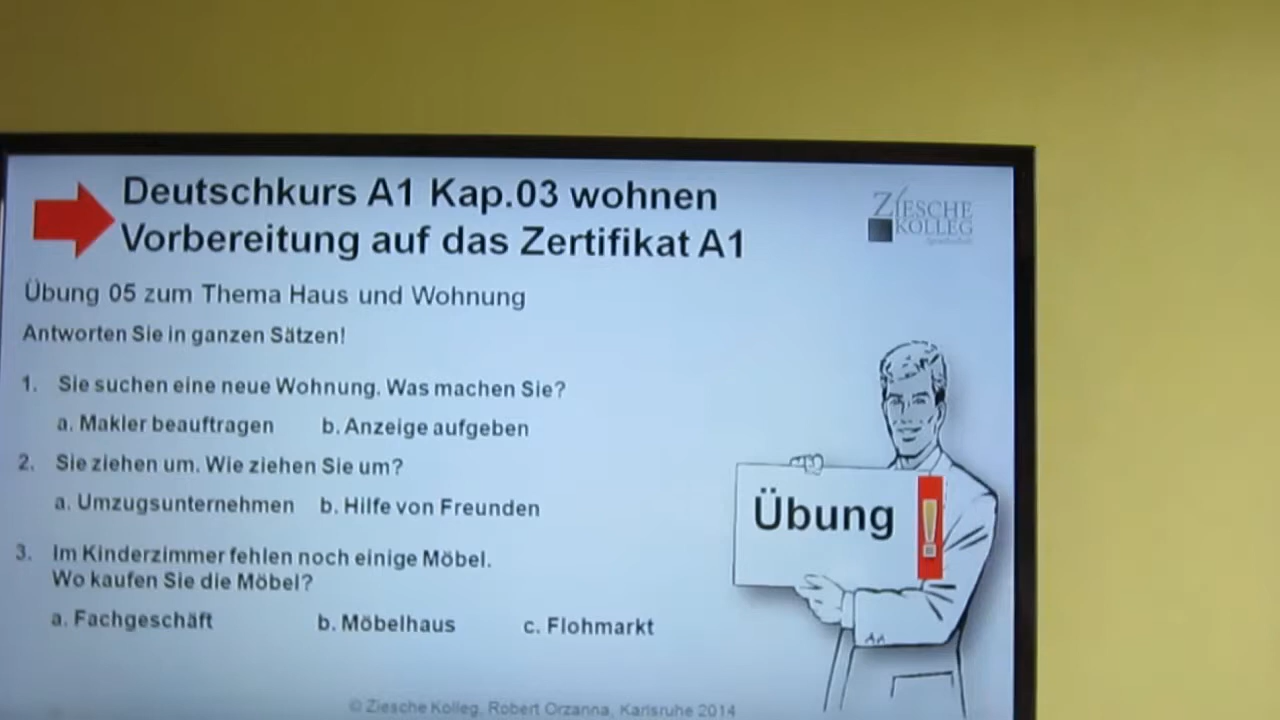 Deutschkurs A1 Kap.03 wohnen
Vorbereitung auf das Zertifikat A1
ZIESCHE
KOLLEG
Übung 05 zum Thema Haus und Wohnung
Antworten Sie in ganzen Sätzen!
1. Sie suchen eine neue Wohnung. Was machen Sie?
a. Makler beauftragen b. Anzeige aufgeben
2. Sie ziehen um. Wie ziehen Sie um?
a. Umzugsunternehmen b. Hilfe von Freunden
3. Im Kinderzimmer fehlen noch einige Möbel.
Wo kaufen Sie die Möbel?
a. Fachgeschäft b. Möbelhaus c. Flohmarkt
Übung !
© Ziesche Kolleg, Robert Orzanna, Karlsruhe 2014